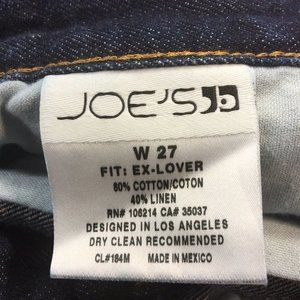 JOE'S
W 27
FIT: EX-LOVER
60% COTTON/COTON
40% LINEN
RN# 106214 CA# 35037
DESIGNED IN LOS ANGELES
DRY CLEAN RECOMMENDED
CL#184M MADE IN MEXICO